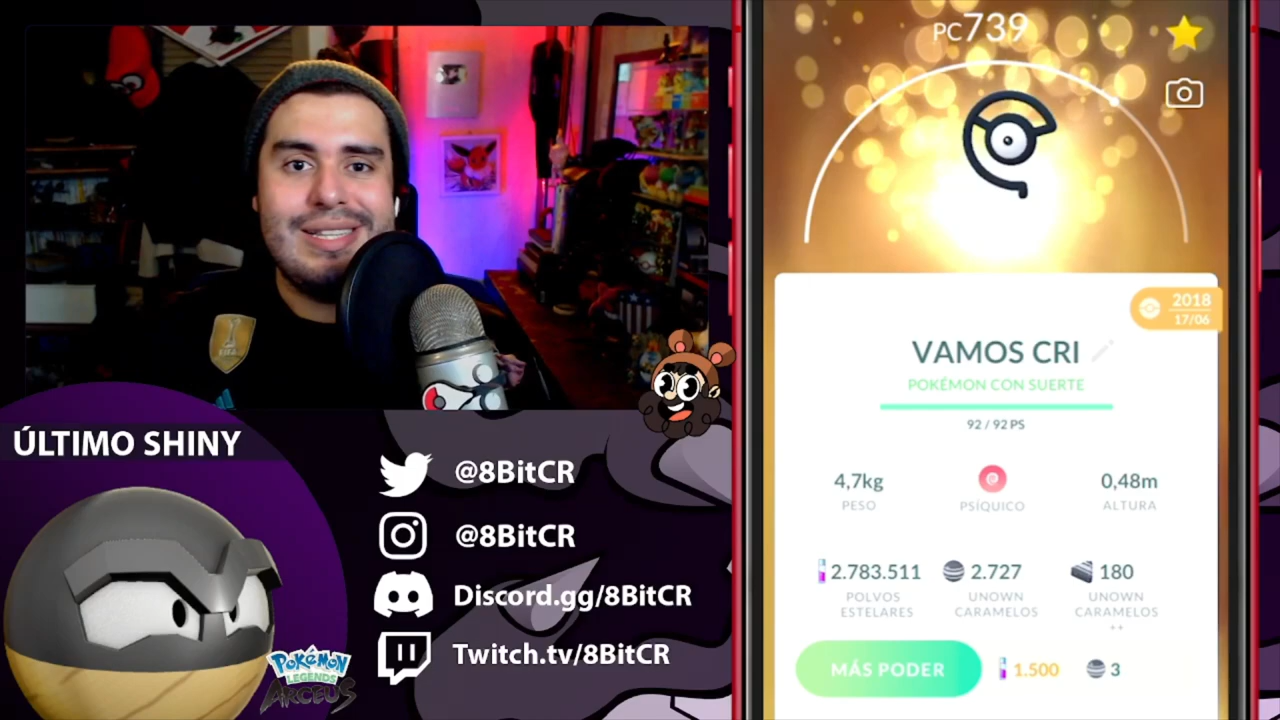 ÚLTIMO SHINY
@8BitCR
@8BitCR
Discord.gg/8BitCR
Twitch.tv/8BitCR
POKÉMON
LEGENDS
ARCEUS
PC739
2018
17/06
VAMOS CRI
POKÉMON CON SUERTE
92 / 92 PS
4,7kg
PESO
PSÍQUICO
0,48m
ALTURA
2.783.511
POLVOS
ESTELARES
2.727
UNOWN
CARAMELOS
180
UNOWN
CARAMELOS
++
MÁS PODER
1.500
3